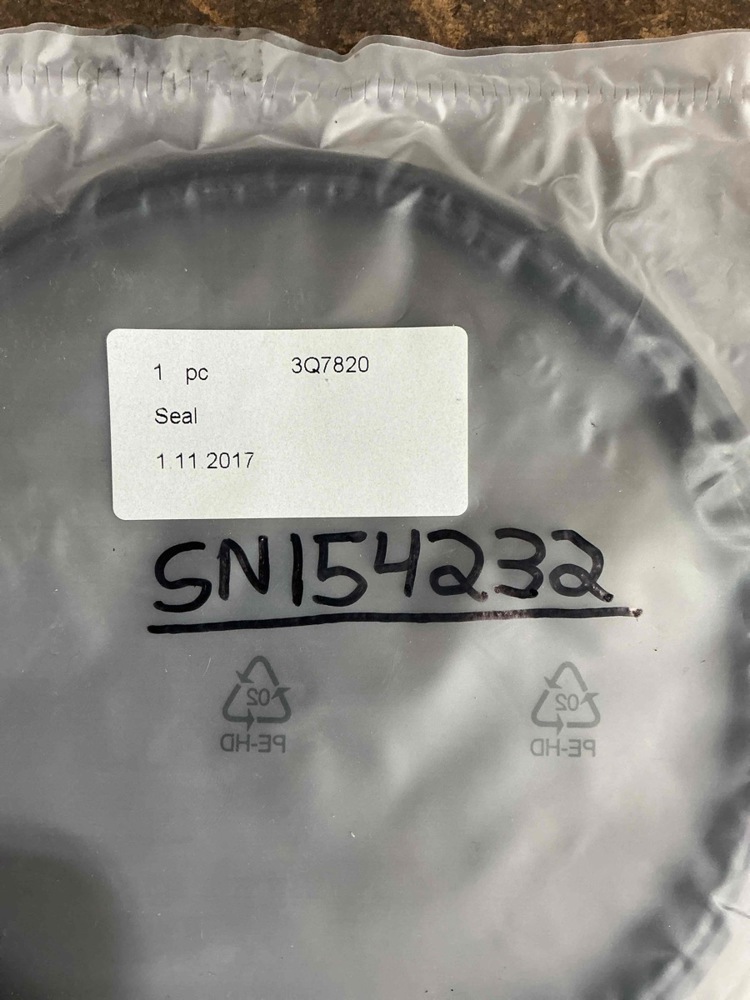 1 pc 3Q7820
Seal
1 11 2017
SN154232
02 02
PE-HD PE-HD